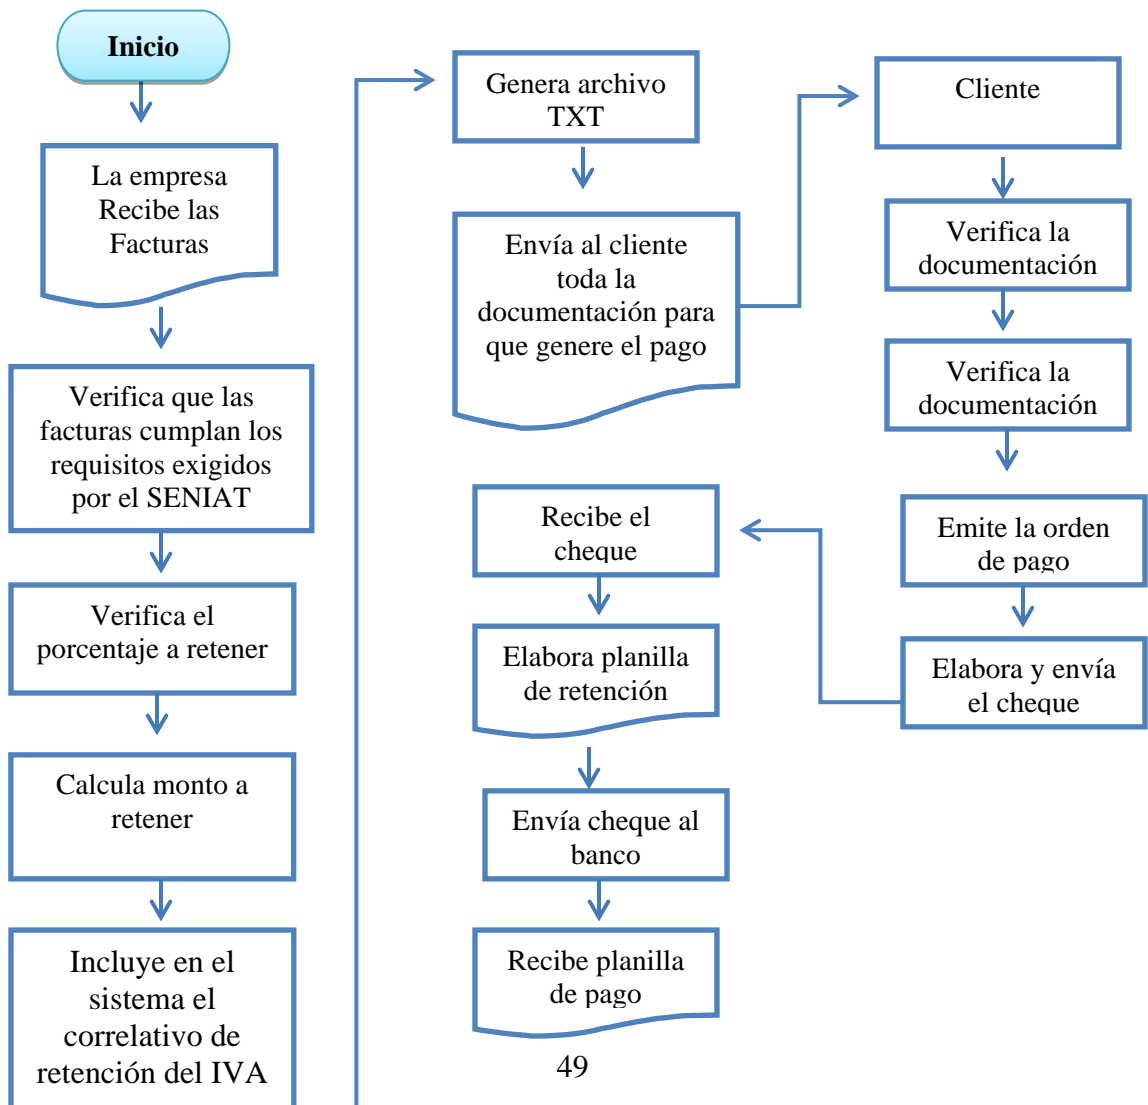 Inicio
La empresa
Recibe las
Facturas
Verifica que las
facturas cumplan los
requisitos exigidos
por el SENIAT
Verifica el
porcentaje a retener
Calcula monto a
retener
Incluye en el
sistema el
correlativo de
retención del IVA
Genera archivo
TXT
Envía al cliente
toda la
documentación para
que genere el pago
Cliente
Verifica la
documentación
Verifica la
documentación
Emite la orden
de pago
Elabora y envía
el cheque
Recibe el
cheque
Elabora planilla
de retención
Envía cheque al
banco
Recibe planilla
de pago
49